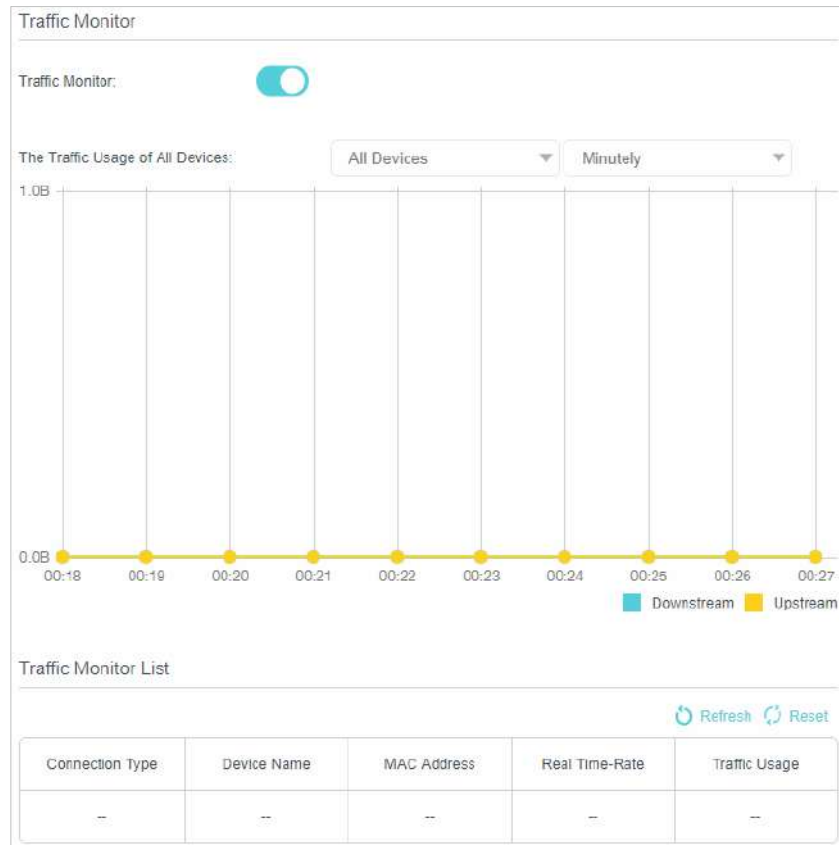 Traffic Monitor
Traffic Monitor:
The Traffic Usage of All Devices: All Devices Minutely
1.0B
0.0B
00:18 00:19 00:20 00:21 00:22 00:23 00:24 00:25 00:26 00:27
Downstream Upstream
Traffic Monitor List
Refresh Reset
Connection Type Device Name MAC Address Real Time-Rate Traffic Usage
-- -- -- -- --